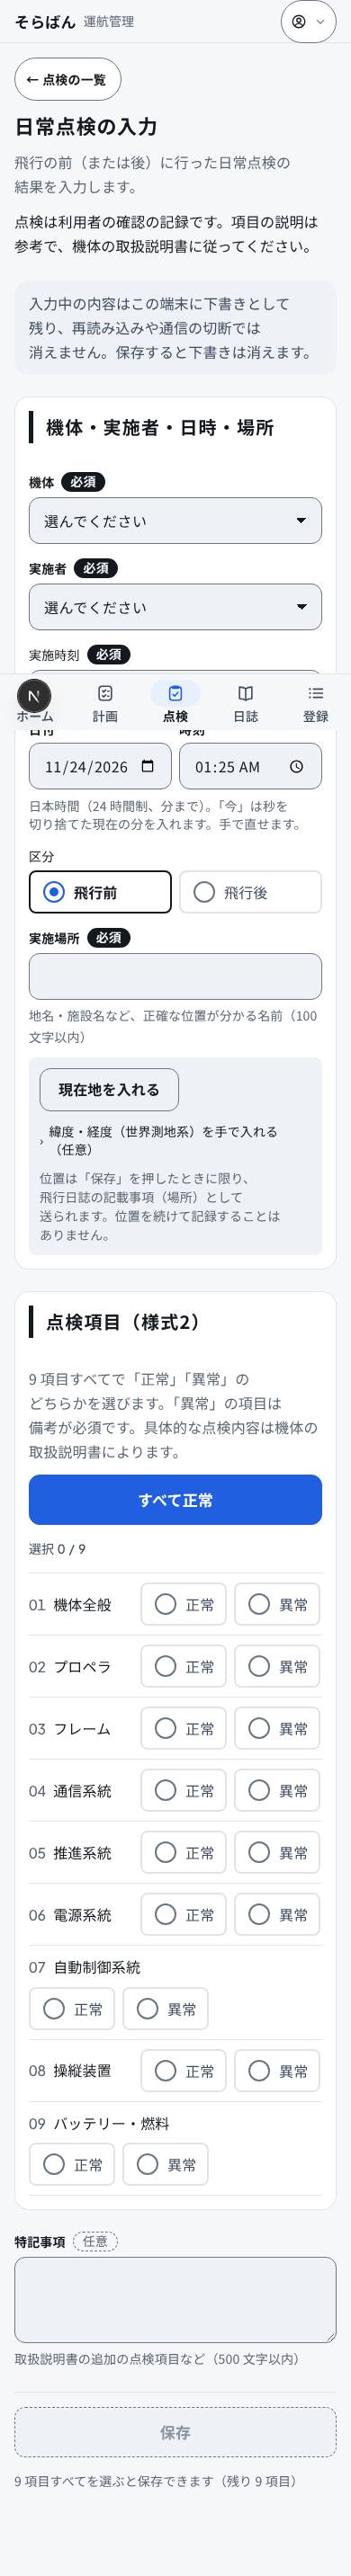 そらばん 運航管理
← 点検の一覧
日常点検の入力
飛行の前（または後）に行った日常点検の
結果を入力します。
点検は利用者の確認の記録です。項目の説明は
参考で、機体の取扱説明書に従ってください。
入力中の内容はこの端末に下書きとして
残り、再読み込みや通信の切断では
消えません。保存すると下書きは消えます。
機体・実施者・日時・場所
機体 必須
選んでください
実施者 必須
選んでください
実施時刻 必須
N
ホーム 計画 点検 日誌 登録
日付 時刻
11/24/2026 01:25 AM
日本時間（24 時間制、分まで）。「今」は秒を
切り捨てた現在の分を入れます。手で直せます。
区分
飛行前 飛行後
実施場所 必須
地名・施設名など、正確な位置が分かる名前（100
文字以内）
現在地を入れる
› 緯度・経度（世界測地系）を手で入れる
（任意）
位置は「保存」を押したときに限り、
飛行日誌の記載事項（場所）として
送られます。位置を続けて記録することは
ありません。
点検項目（様式2）
9 項目すべてで「正常」「異常」の
どちらかを選びます。「異常」の項目は
備考が必須です。具体的な点検内容は機体の
取扱説明書によります。
すべて正常
選択 0 / 9
01 機体全般 正常 異常
02 プロペラ 正常 異常
03 フレーム 正常 異常
04 通信系統 正常 異常
05 推進系統 正常 異常
06 電源系統 正常 異常
07 自動制御系統
正常 異常
08 操縦装置 正常 異常
09 バッテリー・燃料
正常 異常
特記事項 任意
取扱説明書の追加の点検項目など（500 文字以内）
保存
9 項目すべてを選ぶと保存できます（残り 9 項目）